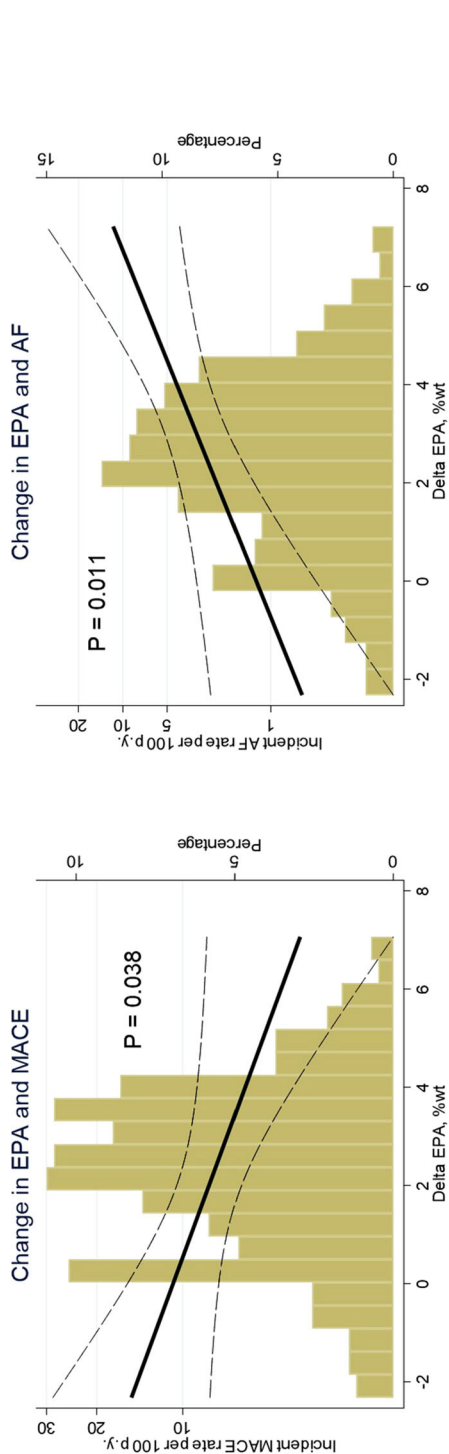 Change in EPA and MACE
P = 0.038
Incident MACE rate per 100 p.y.
30
20
10
Percentage
10
5
0
-2
0
2
4
6
8
Delta EPA, %wt
Change in EPA and AF
P = 0.011
Incident AF rate per 100 p.y.
20
10
5
1
Percentage
15
10
5
0
-2
0
2
4
6
8
Delta EPA, %wt